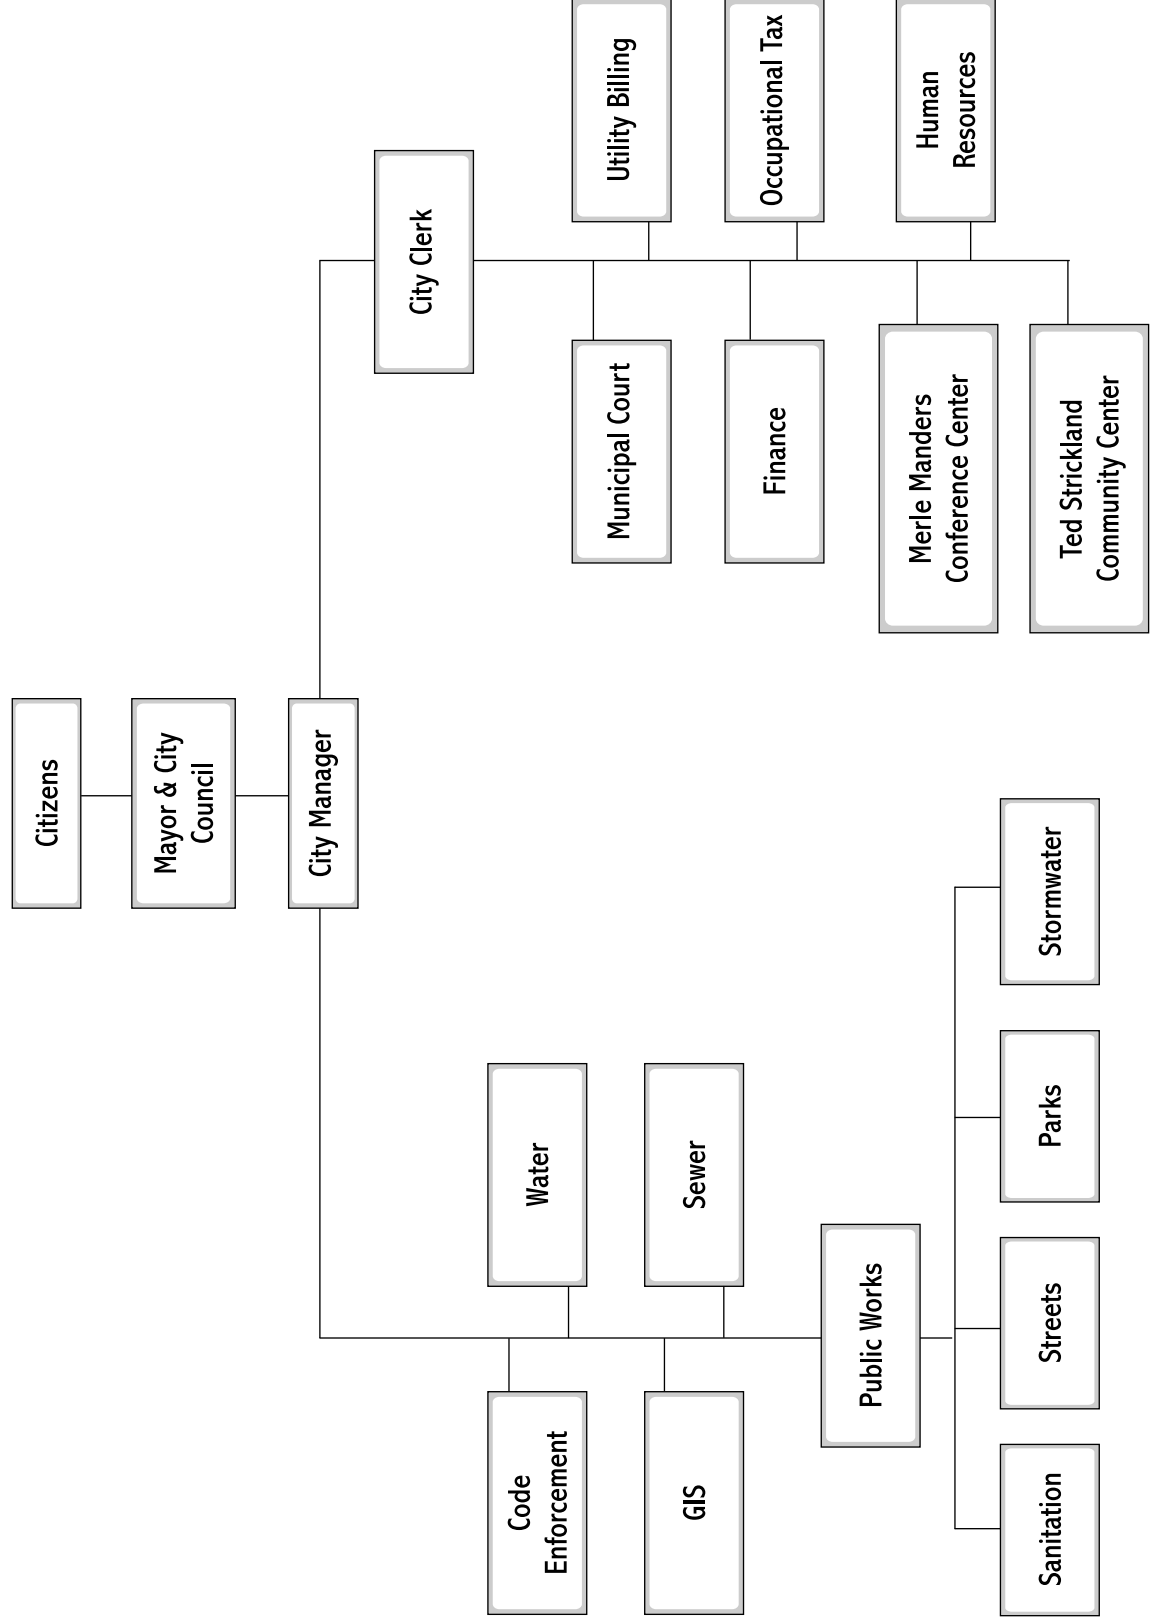 Citizens
Mayor & City
Council
City Manager
Code
Enforcement
Water
GIS
Sewer
Public Works
Sanitation
Streets
Parks
Stormwater
City Clerk
Municipal Court
Utility Billing
Finance
Occupational Tax
Merle Manders
Conference Center
Human
Resources
Ted Strickland
Community Center